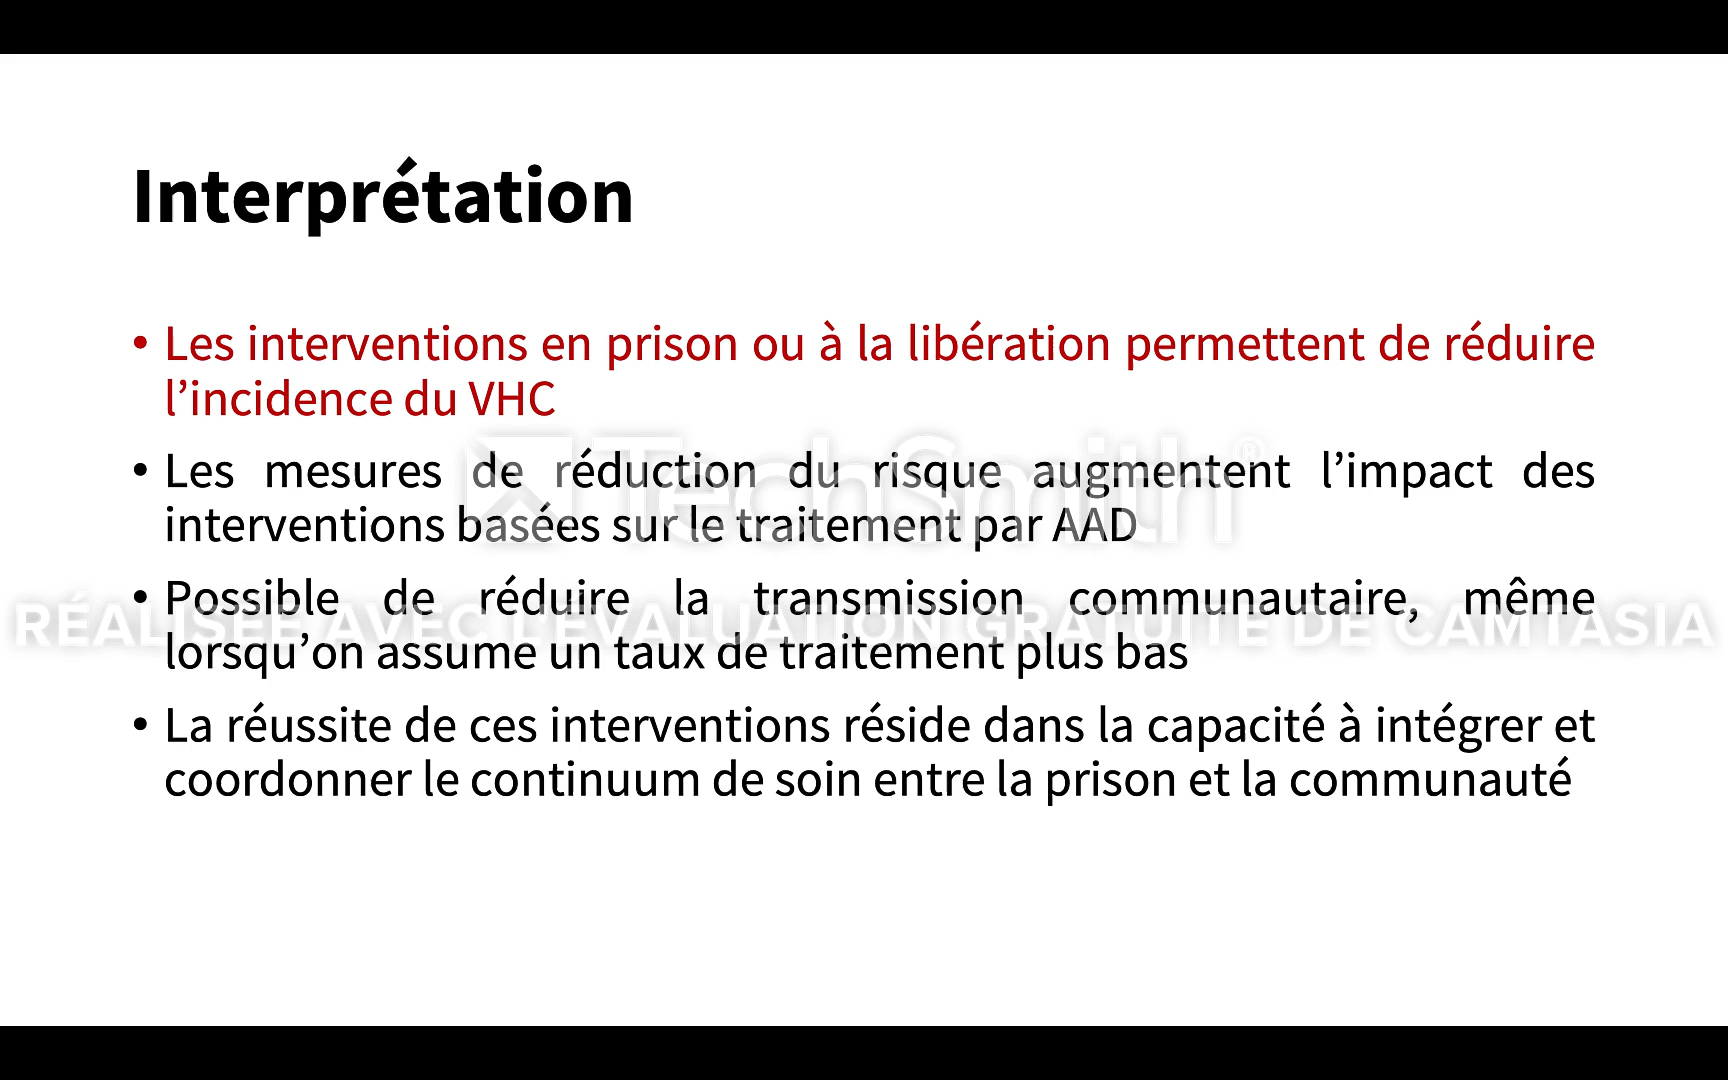 Interprétation
• Les interventions en prison ou à la libération permettent de réduire
l’incidence du VHC
• Les mesures de réduction du risque augmentent l’impact des
interventions basées sur le traitement par AAD
TechSmith®
• Possible de réduire la transmission communautaire, même
RÉALISÉE AVEC L'ÉVALUATION GRATUITE DE CAMTASIA
lorsqu’on assume un taux de traitement plus bas
• La réussite de ces interventions réside dans la capacité à intégrer et
coordonner le continuum de soin entre la prison et la communauté